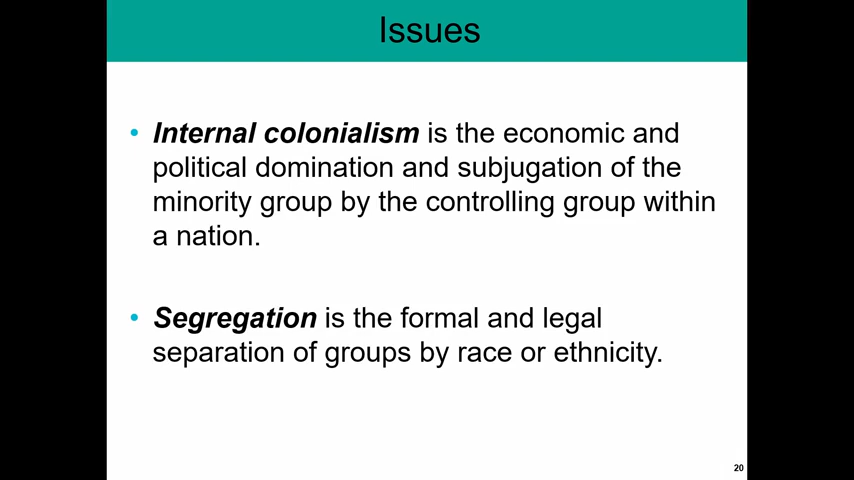 Issues
• Internal colonialism is the economic and
political domination and subjugation of the
minority group by the controlling group within
a nation.
• Segregation is the formal and legal
separation of groups by race or ethnicity.
20